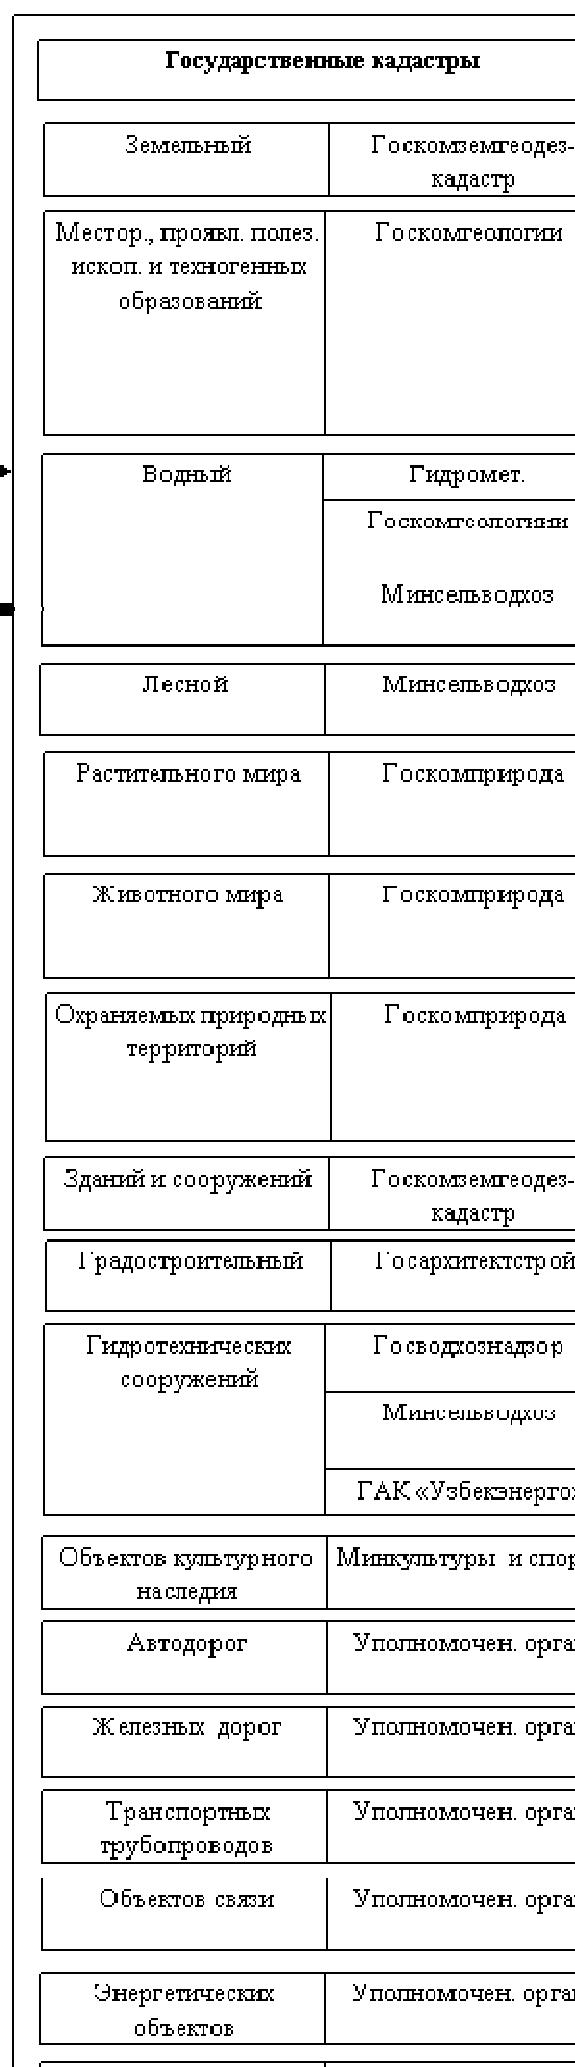 Государственные кадастры
Земельный
Госкомземгеодез-
кадастр
Местор., проявл. полез.
ископ. и техногенных
образований
Госкомгеологии
Водный
Гидромет.
Госкомгеологиии
Минсельводхоз
Лесной
Минсельводхоз
Растительного мира
Госкомприрода
Животного мира
Госкомприрода
Охраняемых природных
территорий
Госкомприрода
Зданий и сооружений
Госкомземгеодез-
кадастр
Градостроительный
Госархитектстрой
Гидротехнических
сооружений
Госводхознадзор
Минсельводхоз
ГАК «Узбекэнерго»
Объектов культурного
наследия
Минкультуры и спор
Автодорог
Уполномочен. орга
Железных дорог
Уполномочен. орга
Транспортных
трубопроводов
Уполномочен. орга
Объектов связи
Уполномочен. орга
Энергетических
объектов
Уполномочен. орга